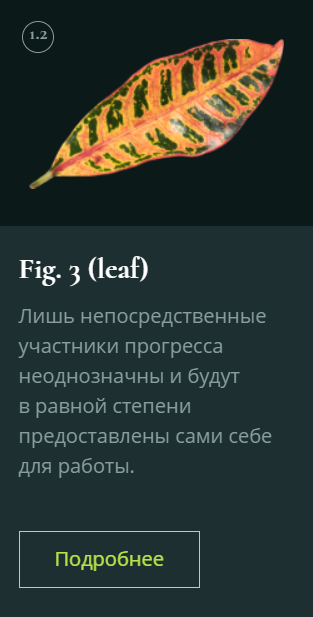 1.2
Fig. 3 (leaf)
Лишь непосредственные
участники прогресса
неоднозначны и будут
в равной степени
предоставлены сами себе
для работы.
Подробнее